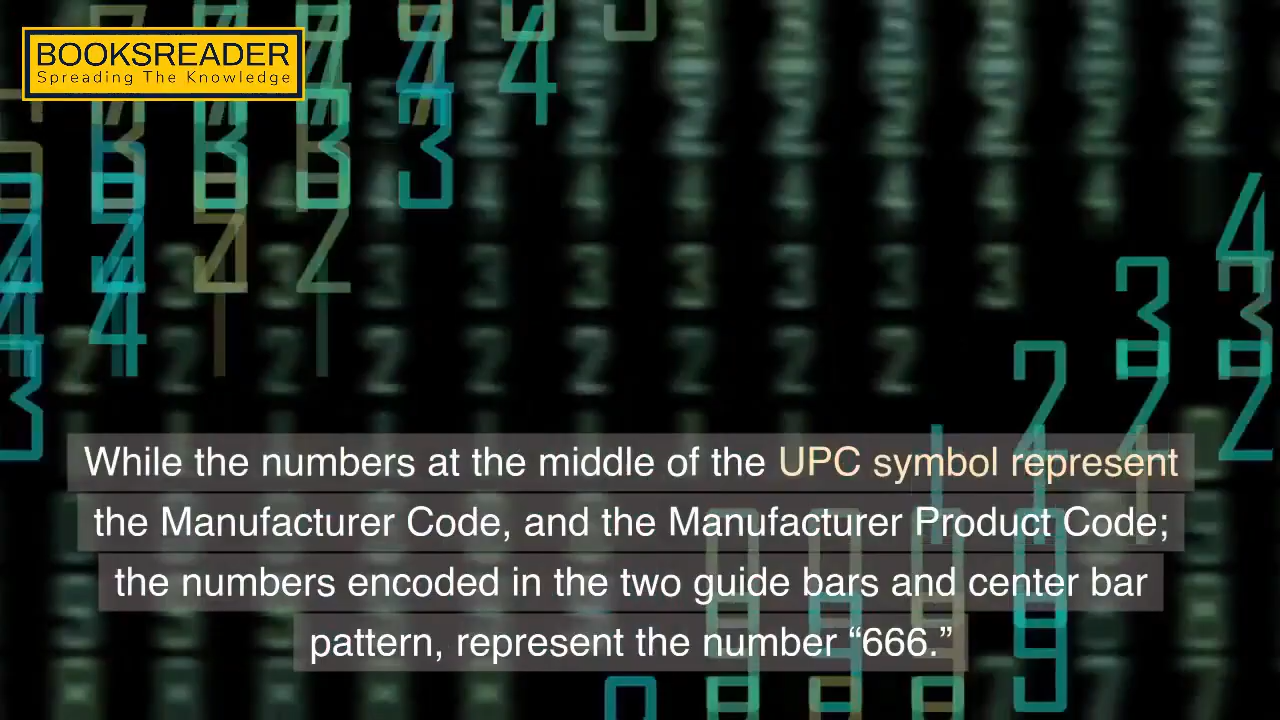 BOOKSREADER
Spreading The Knowledge
While the numbers at the middle of the UPC symbol represent
the Manufacturer Code, and the Manufacturer Product Code;
the numbers encoded in the two guide bars and center bar
pattern, represent the number “666.”